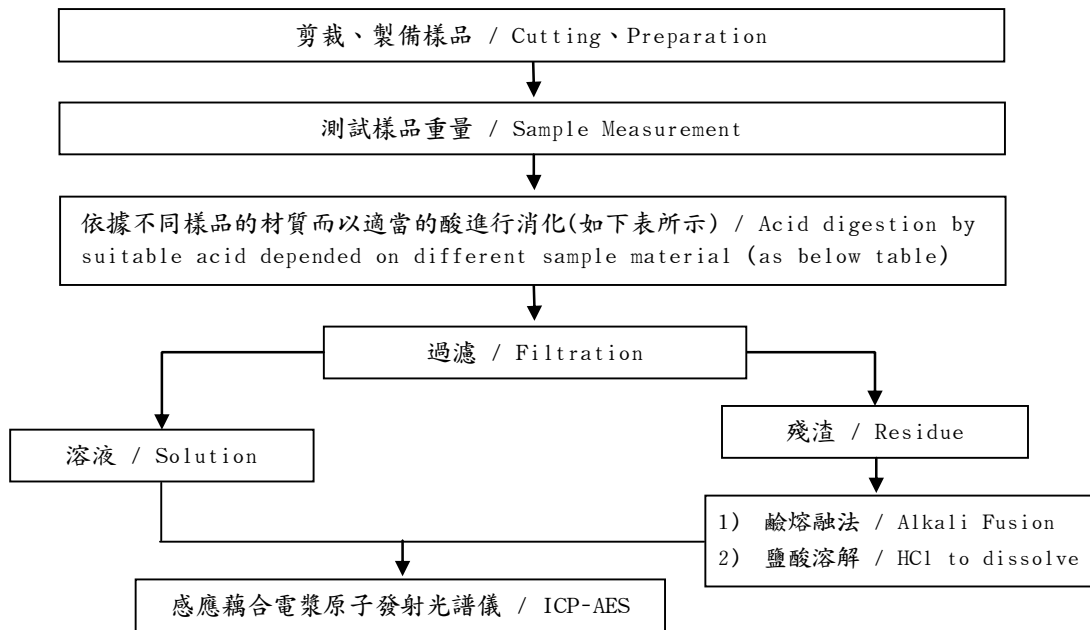 剪裁、製備樣品 / Cutting、Preparation
測試樣品重量 / Sample Measurement
依據不同樣品的材質而以適當的酸進行消化(如下表所示) / Acid digestion by
suitable acid depended on different sample material (as below table)
過濾 / Filtration
溶液 / Solution
殘渣 / Residue
1) 鹼熔融法 / Alkali Fusion
2) 鹽酸溶解 / HCl to dissolve
感應藕合電漿原子發射光譜儀 / ICP-AES